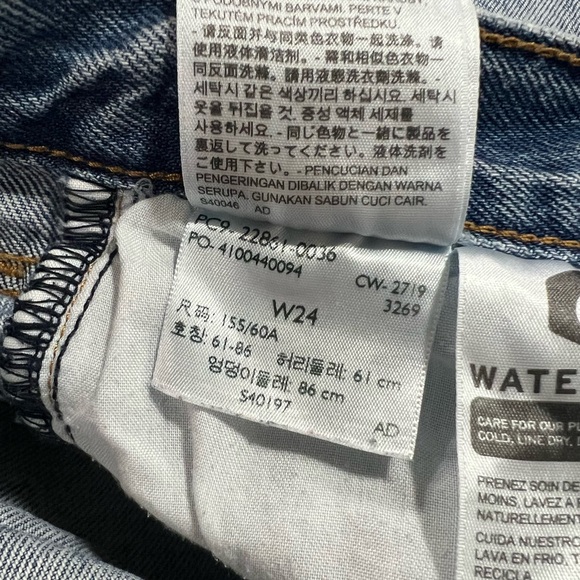 PODOBNÝMI BARVAMI. PERTE V
TEKUTÉM PRACÍM PROSTŘEDKU.
-请反面并与同类色衣物一起洗涤。请
使用液体清洁剂。-需和相似色衣物一
同反面洗滌。請用液態洗衣劑洗滌。-
세탁시 같은 색상끼리 하십시요. 세탁시
옷을 뒤집을 것. 중성 액체 세제를
사용하세요. - 同じ色の衣物と一緒に製品を
裏返して洗ってください。液体洗剤をご
使用ください。- PENCUCIAN DAN
PENGERINGAN DIBALIK DENGAN WARNA
SERUPA. GUNAKAN SABUN CUCI CAIR.
S40046 AD
PC9 22861-0036
PO- 4100440094
CW-2719
3269
W24
尺码: 155/60A
호칭: 61-86 허리둘레: 61 cm
엉덩이둘레: 86 cm
S40197 AD
WATE
CARE FOR OUR PL
COLD, LINE DRY,
PRENEZ SOIN DE
MOINS, LAVEZ A
CUIDA NUESTRO
LAVA EN FRIO,
RECICLA